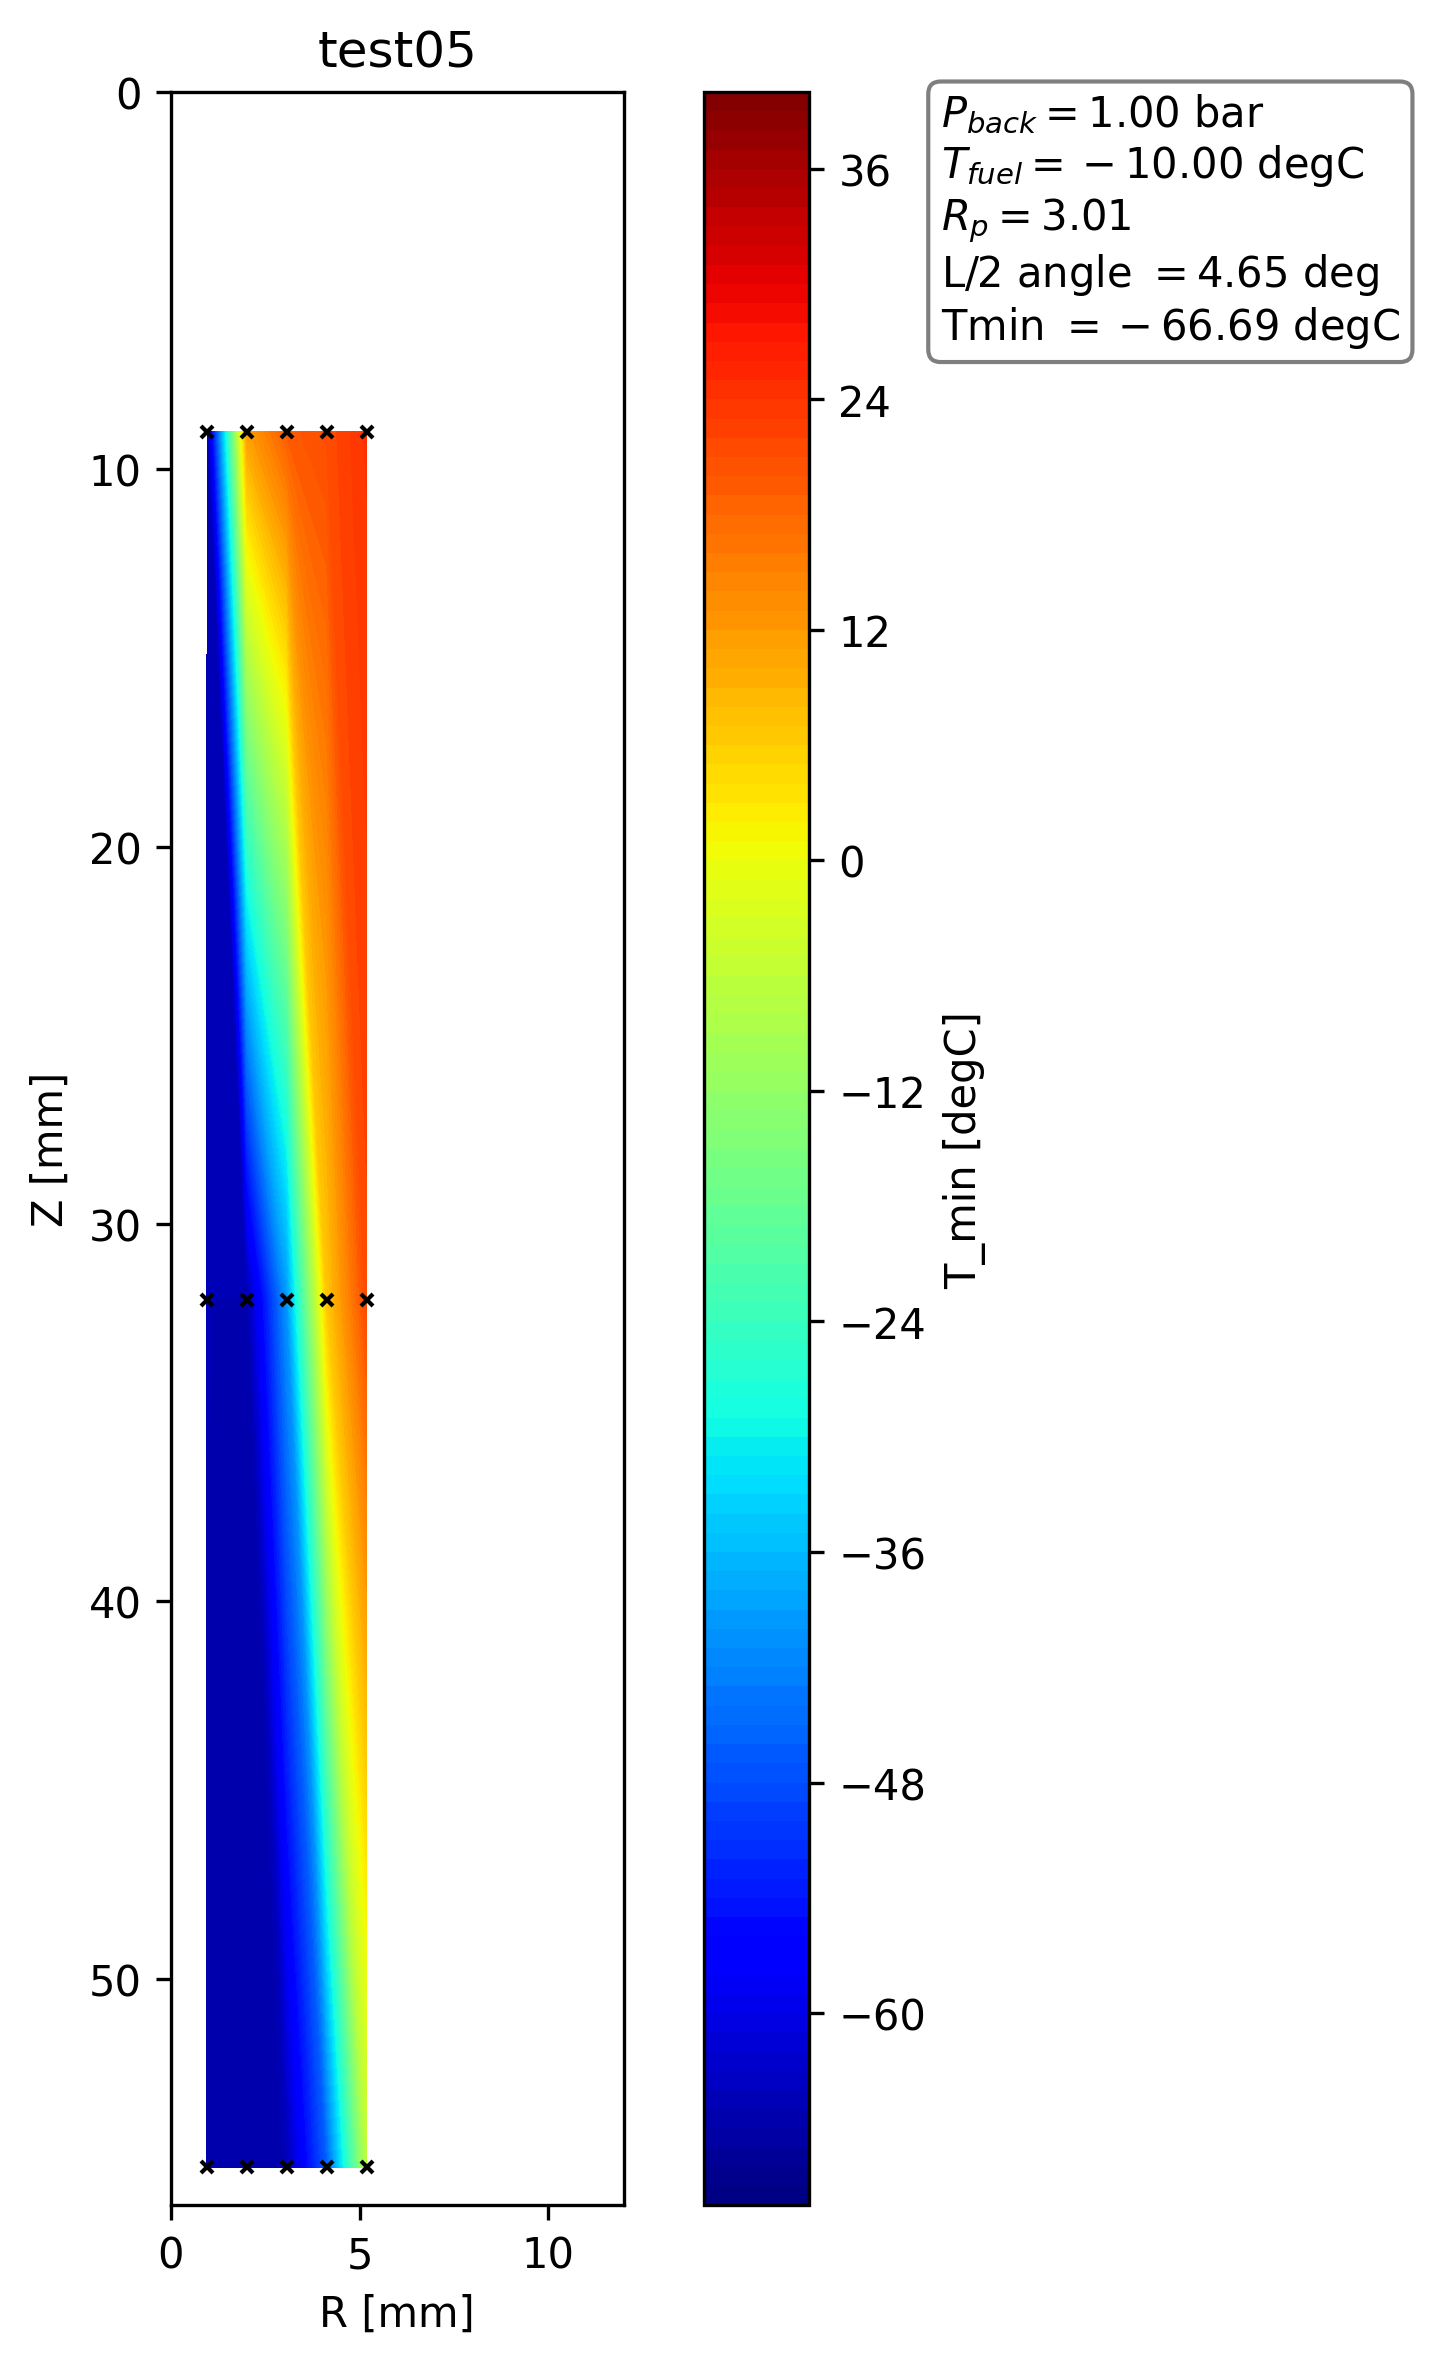 test05
0
10
20
30
40
50
Z [mm]
0 5 10
R [mm]
36
24
12
0
−12
−24
−36
−48
−60
T_min [degC]
P_back = 1.00 bar
T_fuel = −10.00 degC
R_p = 3.01
L/2 angle = 4.65 deg
Tmin = −66.69 degC